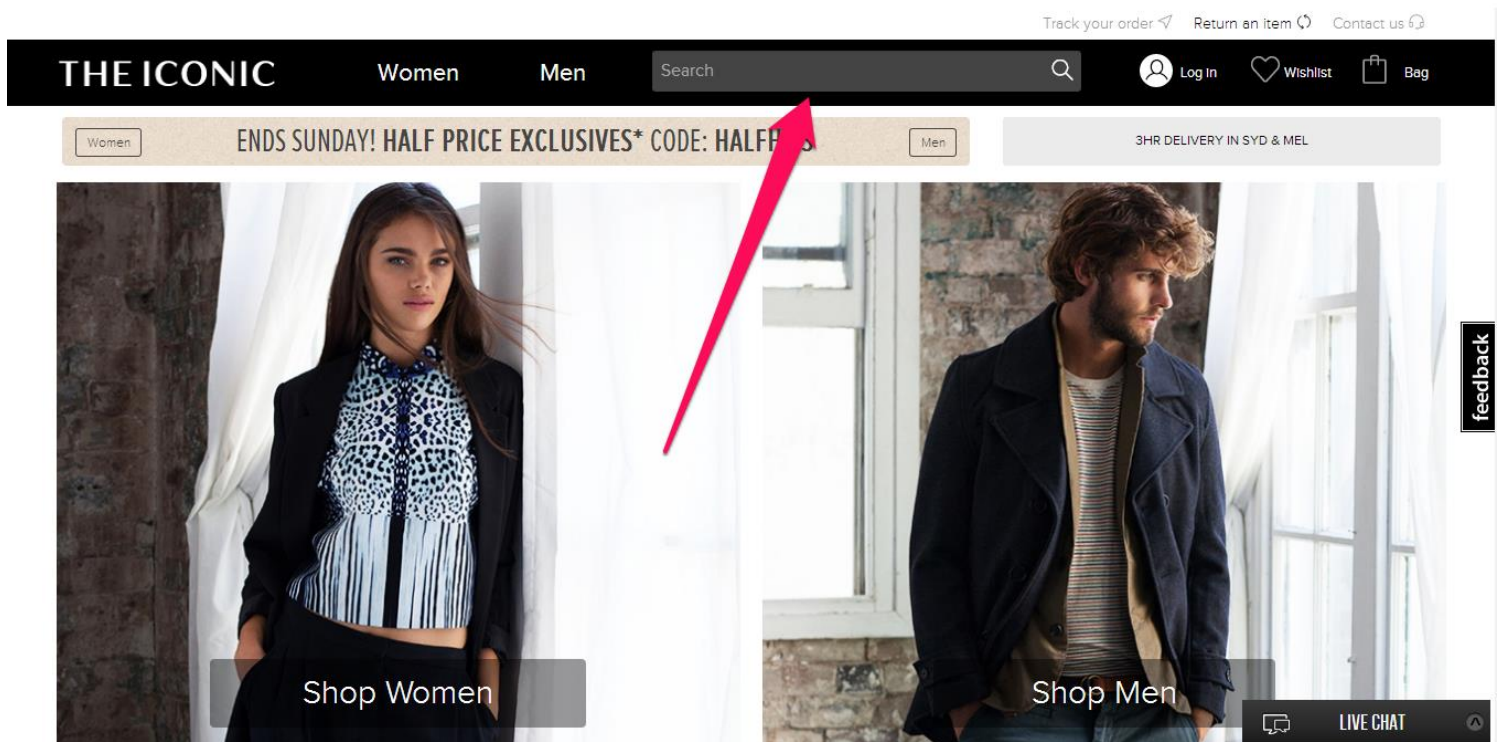 Track your order Return an item Contact us
THE ICONIC Women Men Search Log In Wishlist Bag
Women ENDS SUNDAY! HALF PRICE EXCLUSIVES* CODE: Men 3HR DELIVERY IN SYD & MEL
feedback
Shop Women Shop Men
LIVE CHAT